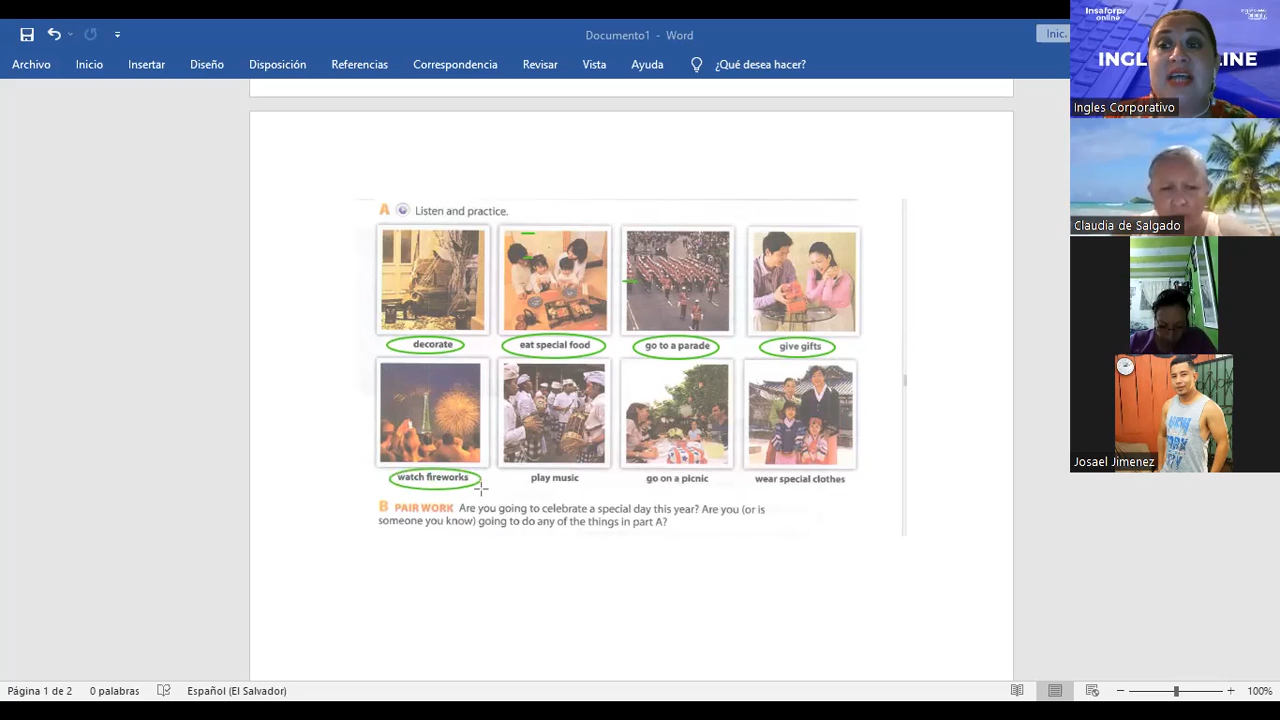 Documento1 - Word
Inic.
Archivo Inicio Insertar Diseño Disposición Referencias Correspondencia Revisar Vista Ayuda ¿Qué desea hacer?
A Listen and practice.
decorate eat special food go to a parade give gifts
watch fireworks play music go on a picnic wear special clothes
B PAIR WORK Are you going to celebrate a special day this year? Are you (or is
someone you know) going to do any of the things in part A?
Página 1 de 2 0 palabras Español (El Salvador) 100%
Insaforp
online
INGL LINE
Ingles Corporativo
Claudia de Salgado
Josael Jimenez